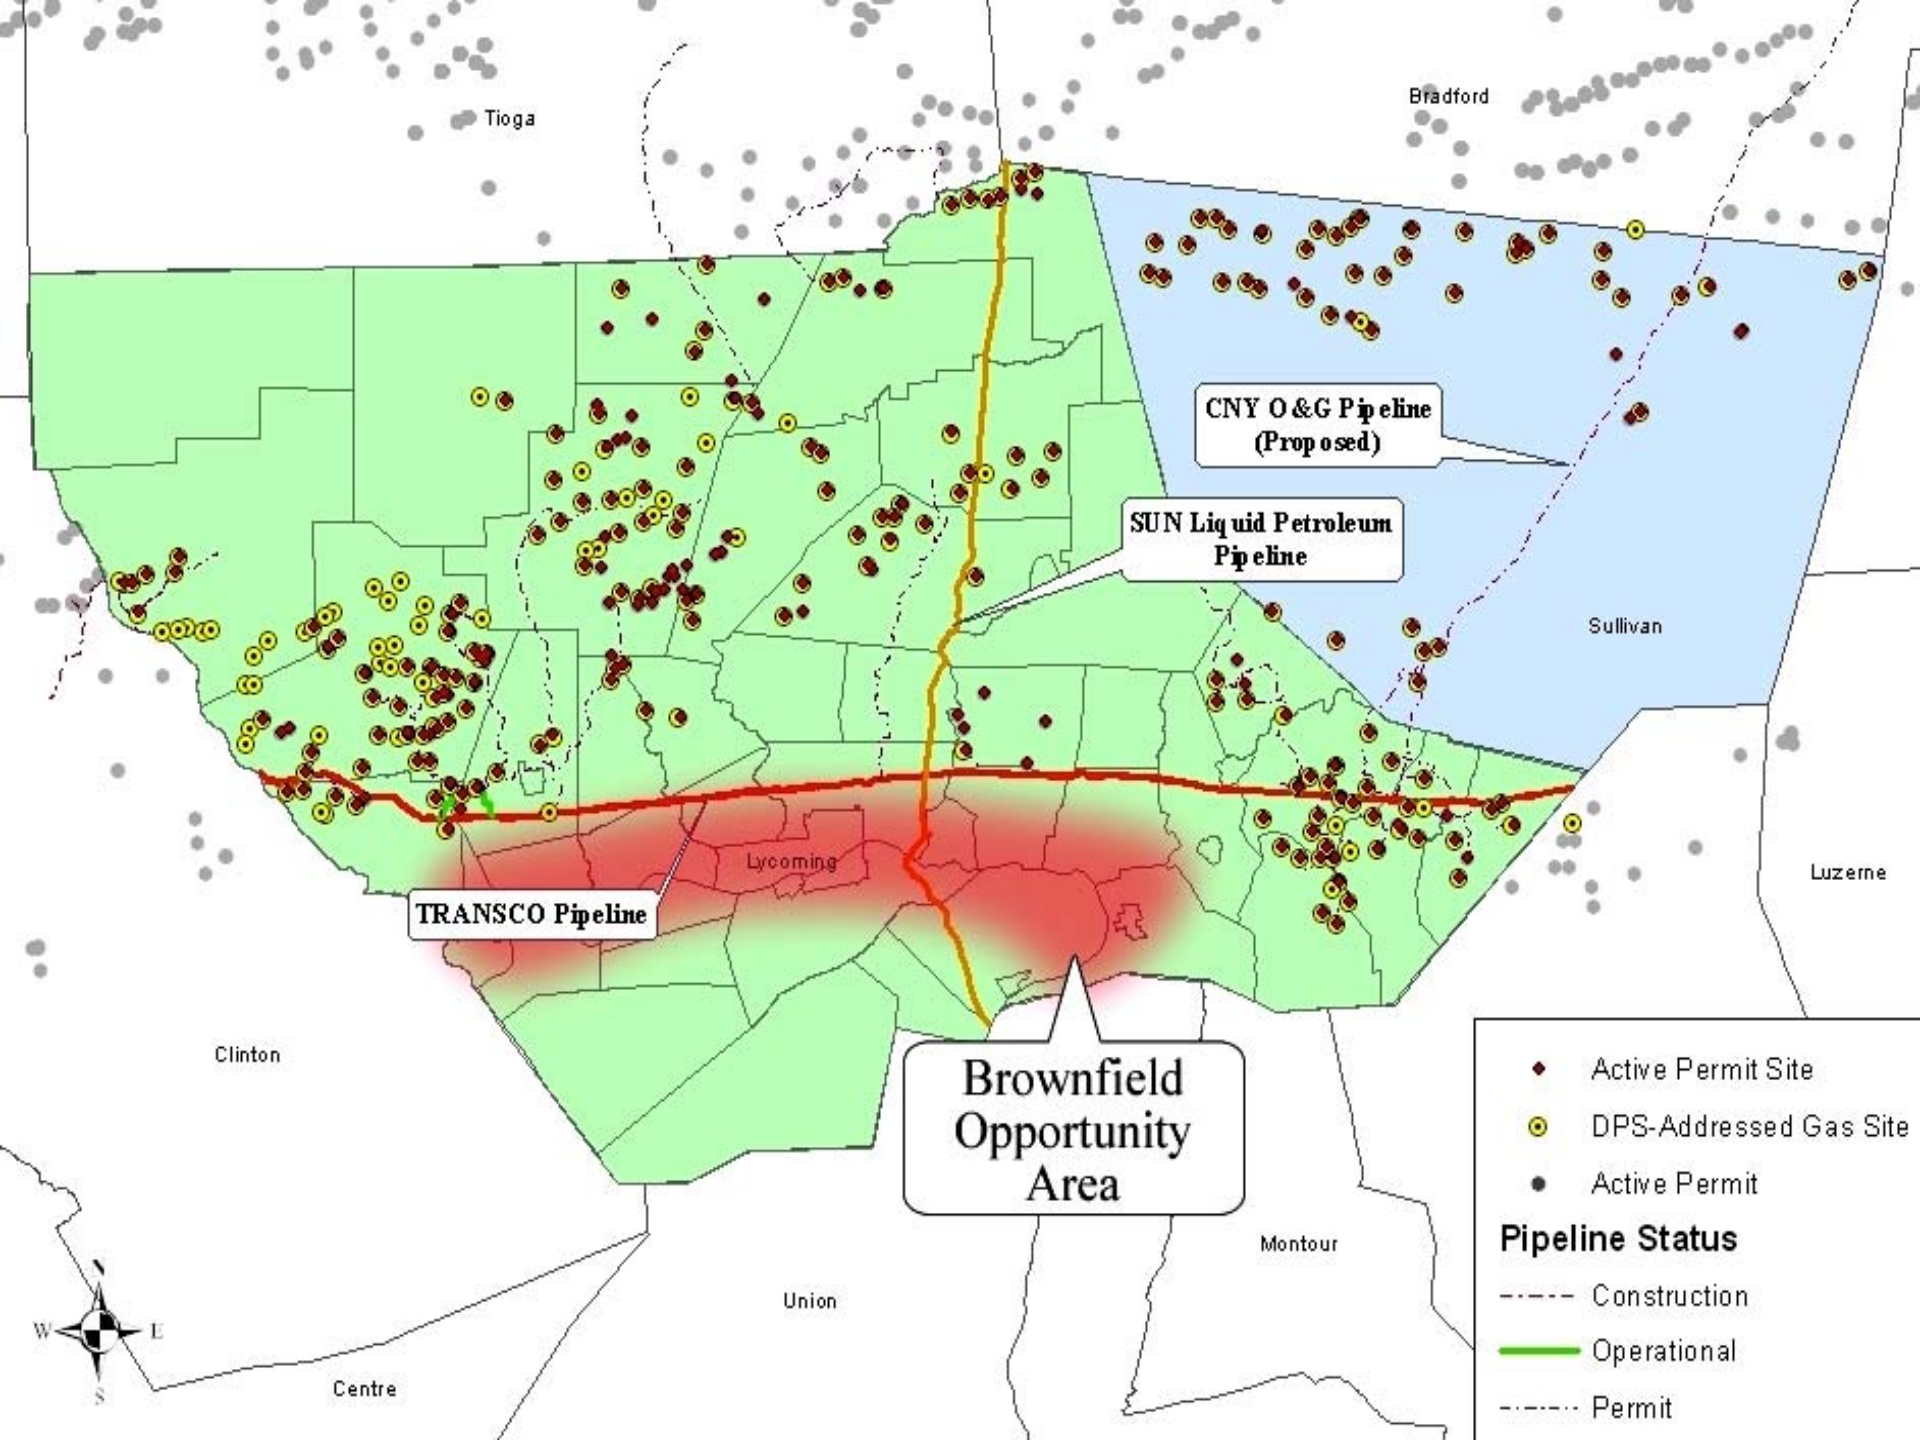 Tioga
Bradford
CNY O&G Pipeline
(Proposed)
SUN Liquid Petroleum
Pipeline
Sullivan
Lycoming
TRANSCO Pipeline
Luzerne
Clinton
Brownfield
Opportunity
Area
Montour
Union
Centre
N
W
E
S
Active Permit Site
DPS-Addressed Gas Site
Active Permit
Pipeline Status
Construction
Operational
Permit